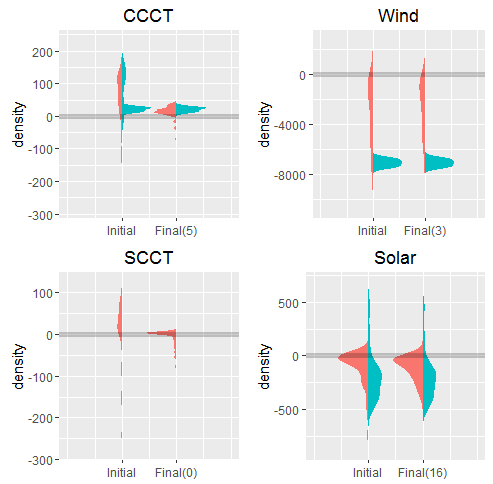 CCCT
density
200
100
0
-100
-200
-300
Initial Final(5)
Wind
density
0
-4000
-8000
Initial Final(3)
SCCT
density
100
0
-100
-200
-300
Initial Final(0)
Solar
density
500
0
-500
Initial Final(16)